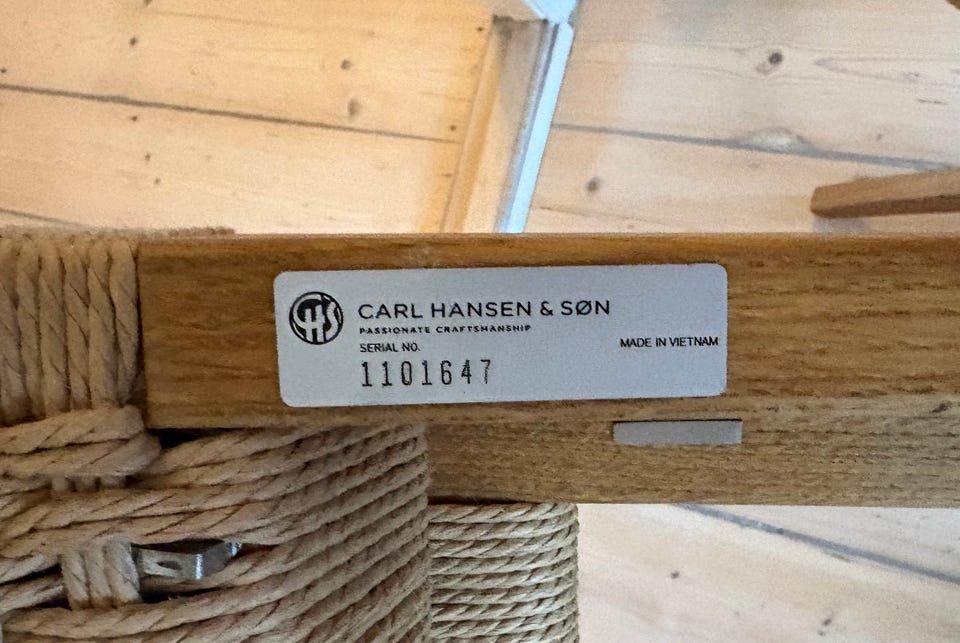 CHS
CARL HANSEN & SØN
PASSIONATE CRAFTSMANSHIP
SERIAL NO.
MADE IN VIETNAM
1101647